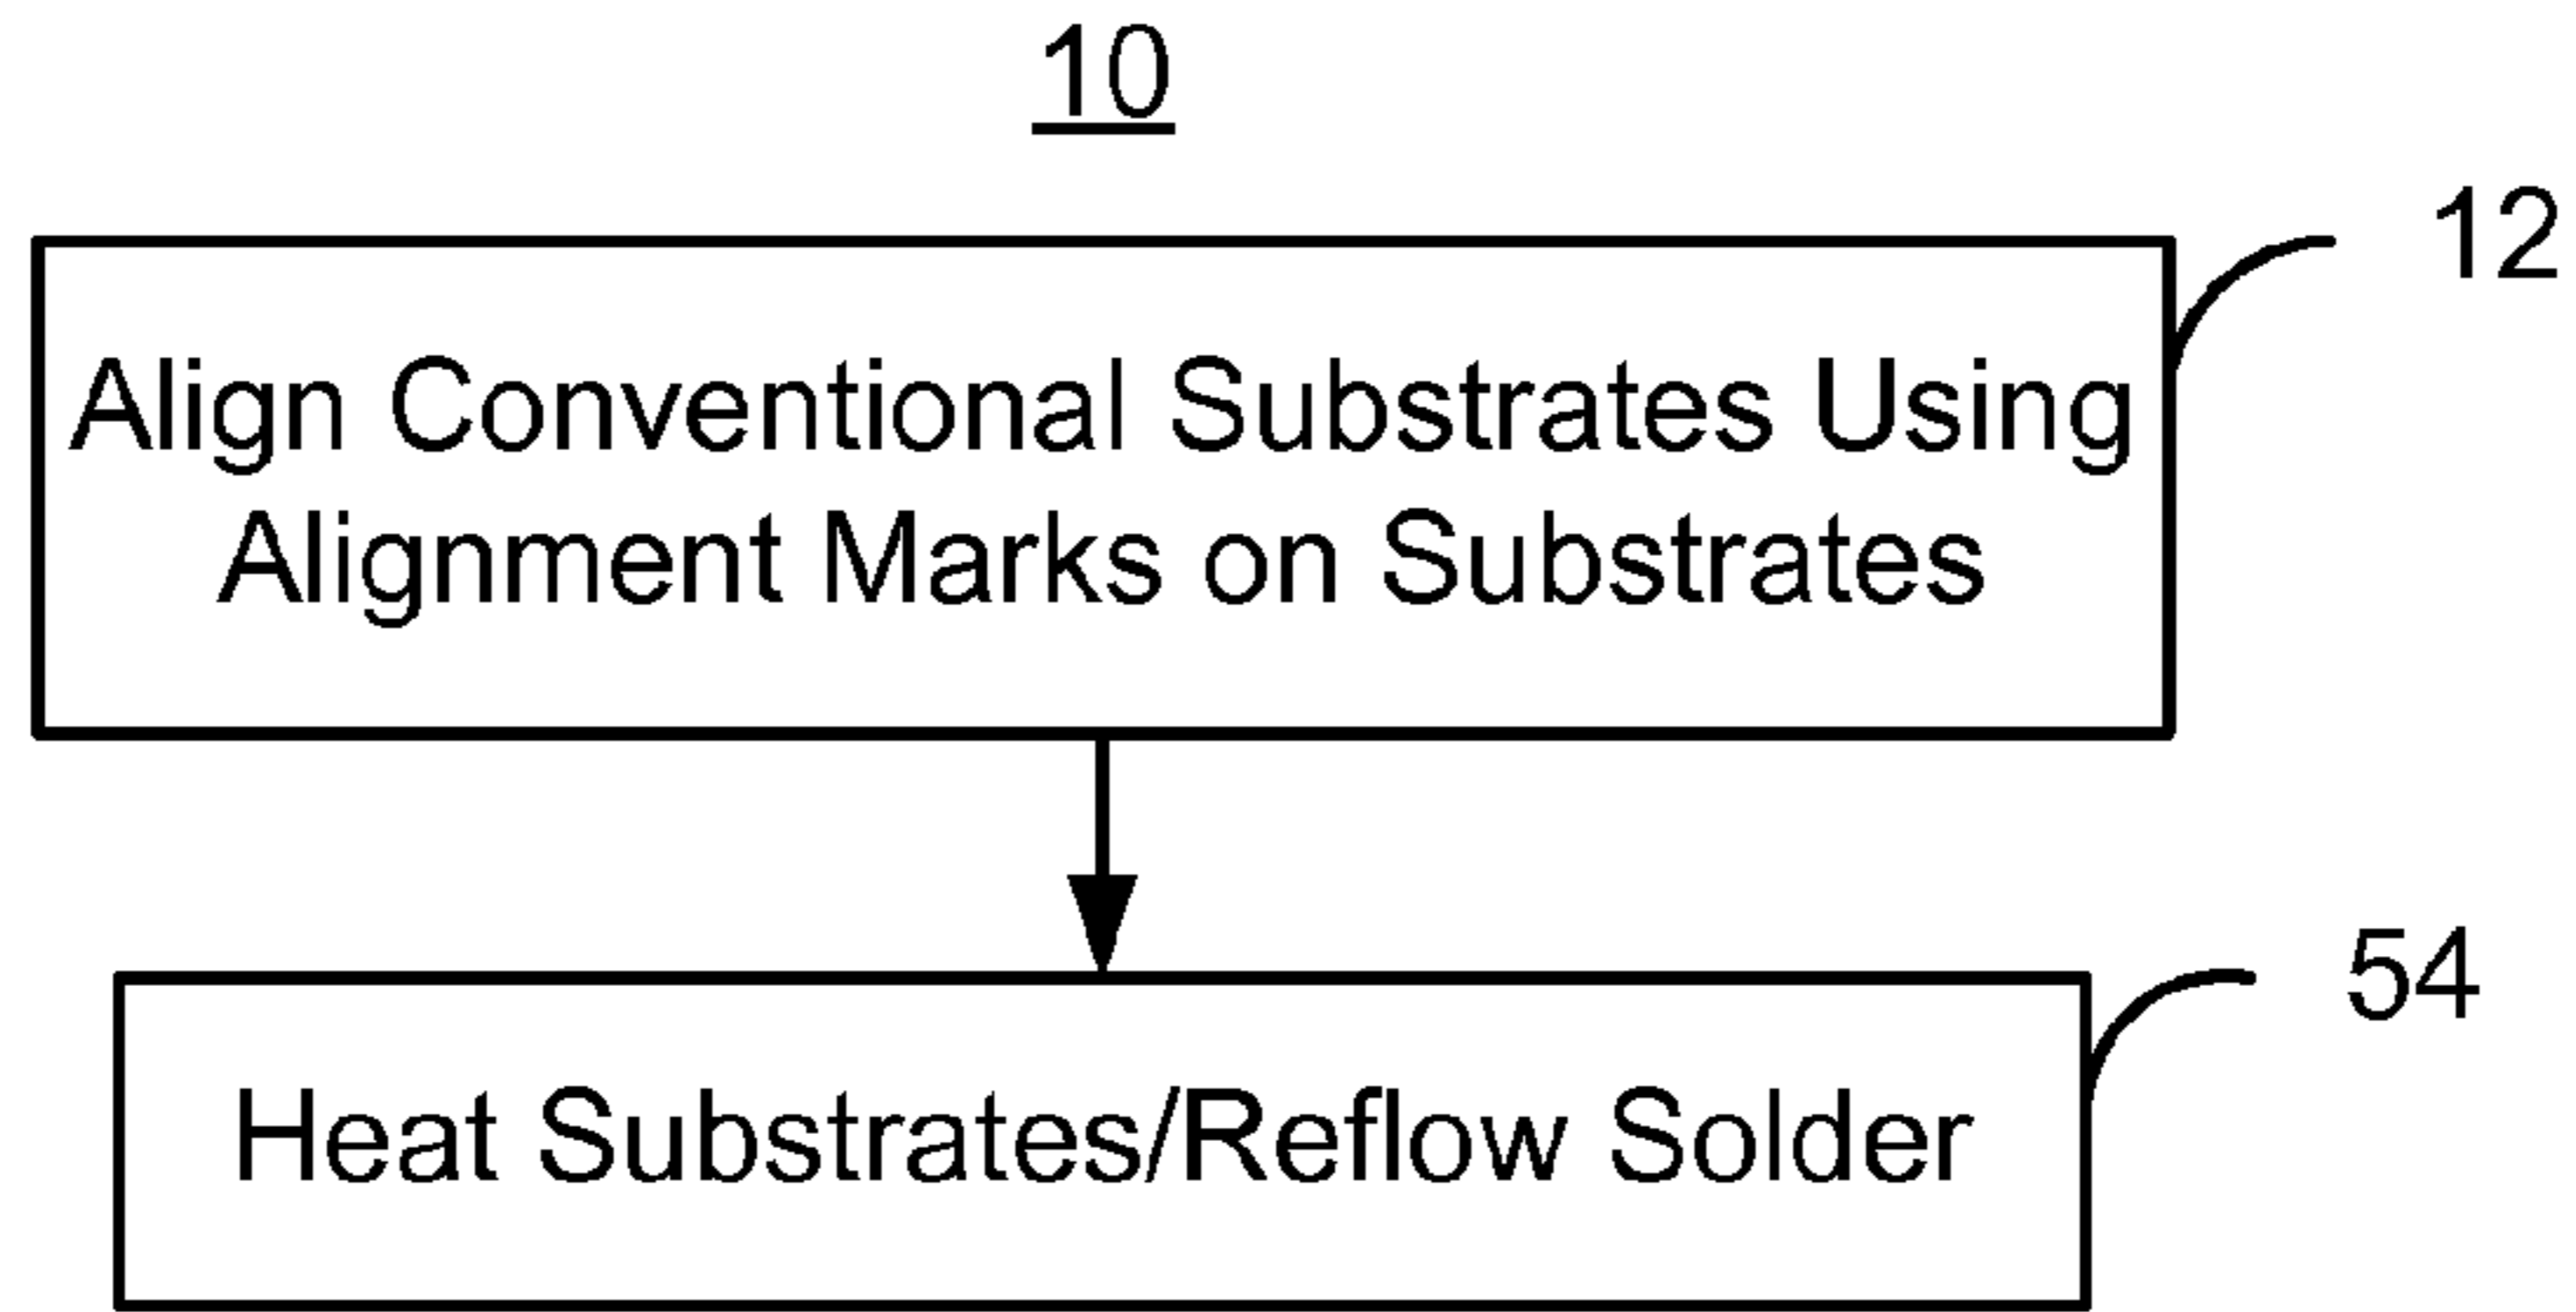 10
12
Align Conventional Substrates Using
Alignment Marks on Substrates
54
Heat Substrates/Reflow Solder